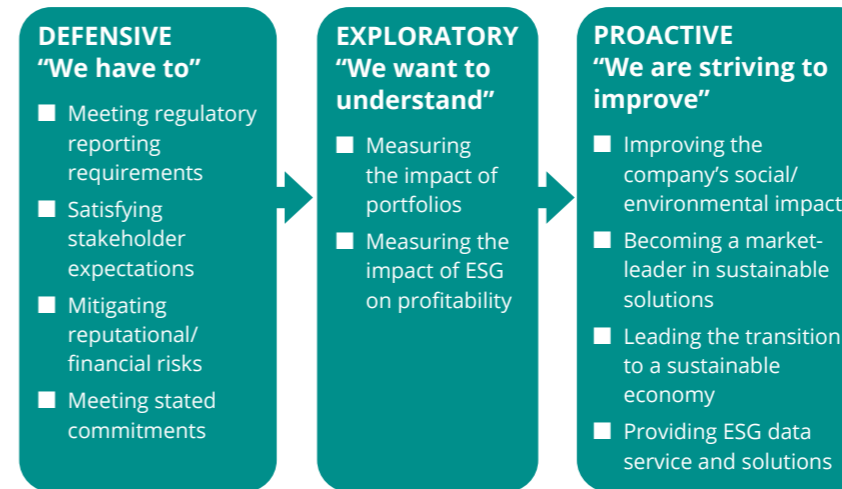 DEFENSIVE
“We have to”
Meeting regulatory
reporting
requirements
Satisfying
stakeholder
expectations
Mitigating
reputational/
financial risks
Meeting stated
commitments
EXPLORATORY
“We want to
understand”
Measuring
the impact of
portfolios
Measuring the
impact of ESG
on profitability
PROACTIVE
“We are striving to
improve”
Improving the
company’s social/
environmental impact
Becoming a market-
leader in sustainable
solutions
Leading the transition
to a sustainable
economy
Providing ESG data
service and solutions